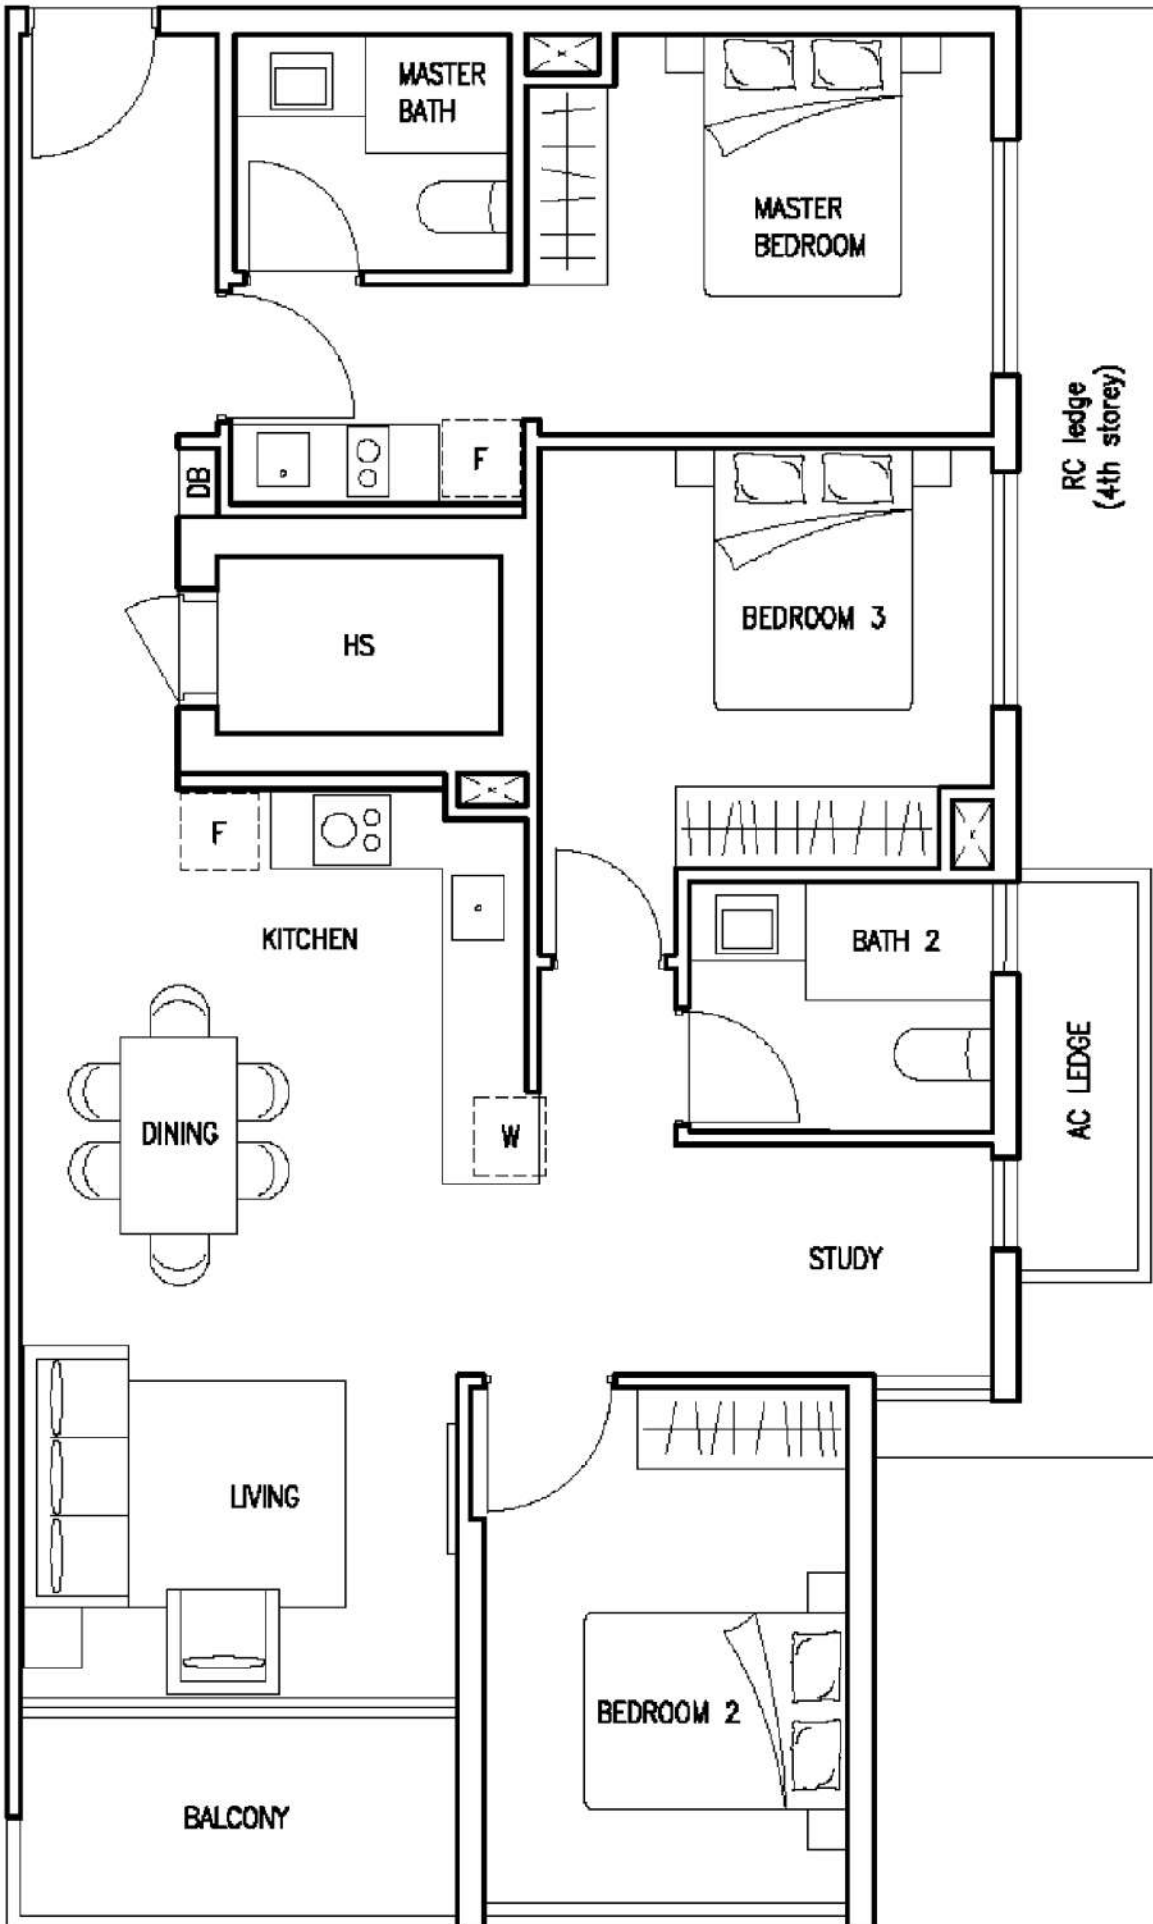 MASTER
BATH
MASTER
BEDROOM
RC ledge
(4th storey)
F
DB
BEDROOM 3
HS
F
KITCHEN
BATH 2
AC LEDGE
DINING
W
STUDY
LIVING
BEDROOM 2
BALCONY